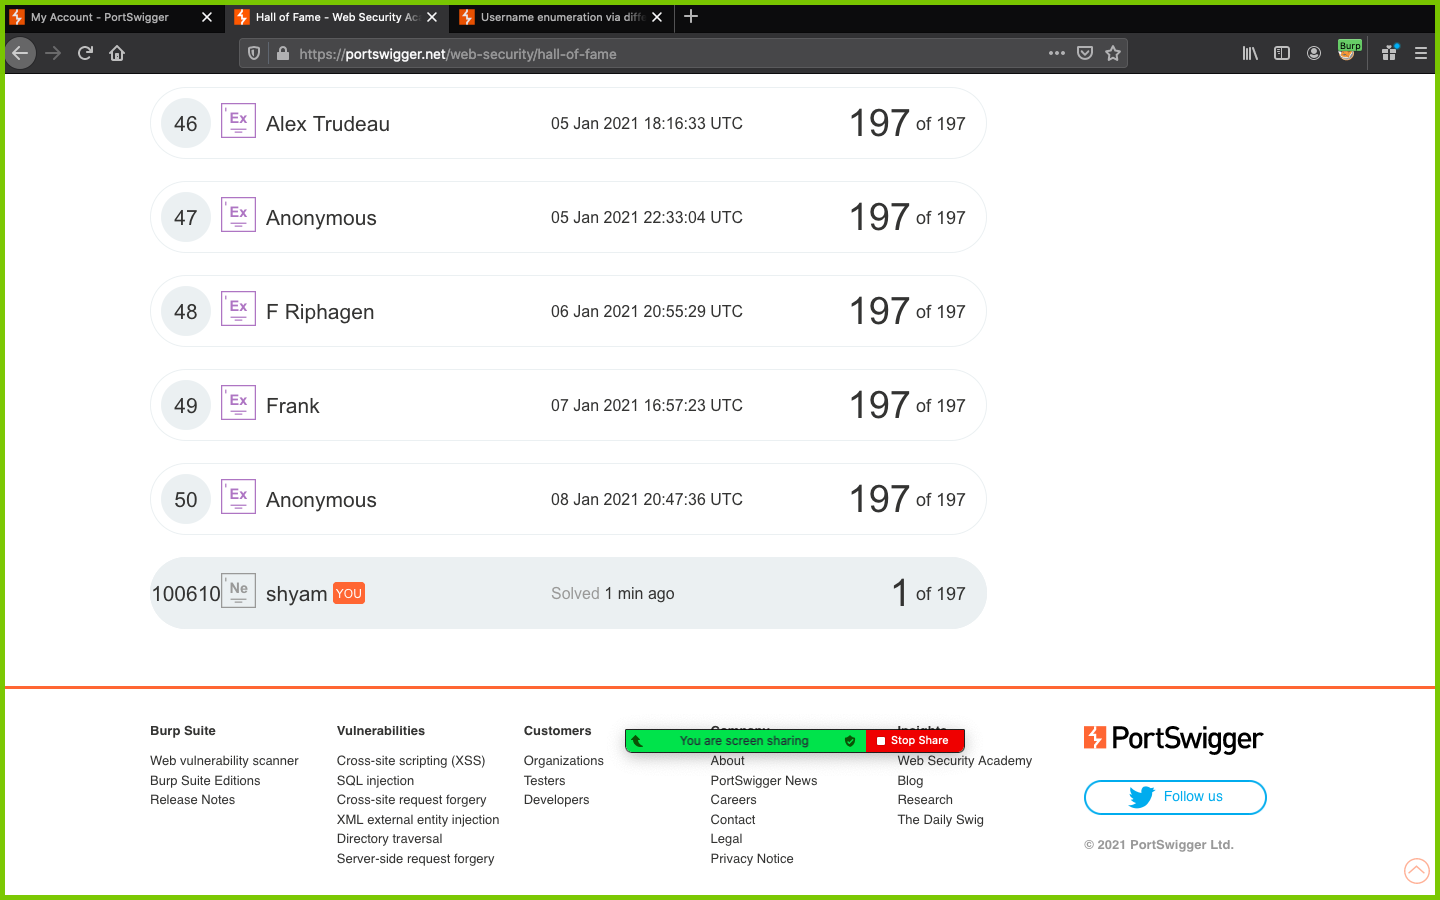 My Account - PortSwigger
Hall of Fame - Web Security Ac
Username enumeration via diffe
https://portswigger.net/web-security/hall-of-fame
Burp
46 Ex Alex Trudeau 05 Jan 2021 18:16:33 UTC 197 of 197
47 Ex Anonymous 05 Jan 2021 22:33:04 UTC 197 of 197
48 Ex F Riphagen 06 Jan 2021 20:55:29 UTC 197 of 197
49 Ex Frank 07 Jan 2021 16:57:23 UTC 197 of 197
50 Ex Anonymous 08 Jan 2021 20:47:36 UTC 197 of 197
100610 Ne shyam YOU Solved 1 min ago 1 of 197
You are screen sharing Stop Share
Burp Suite
Web vulnerability scanner
Burp Suite Editions
Release Notes
Vulnerabilities
Cross-site scripting (XSS)
SQL injection
Cross-site request forgery
XML external entity injection
Directory traversal
Server-side request forgery
Customers
Organizations
Testers
Developers
Company
About
PortSwigger News
Careers
Contact
Legal
Privacy Notice
Insights
Web Security Academy
Blog
Research
The Daily Swig
PortSwigger
Follow us
© 2021 PortSwigger Ltd.